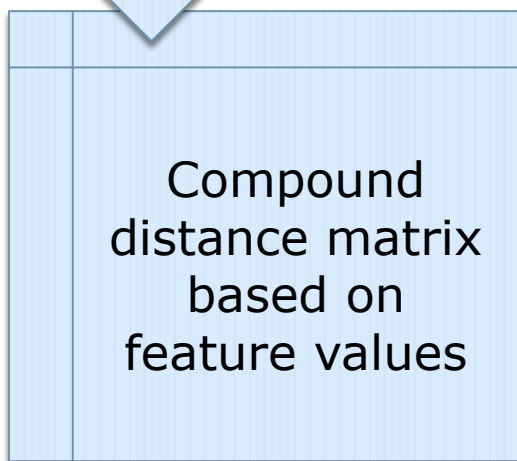 Compound
distance matrix
based on
feature values